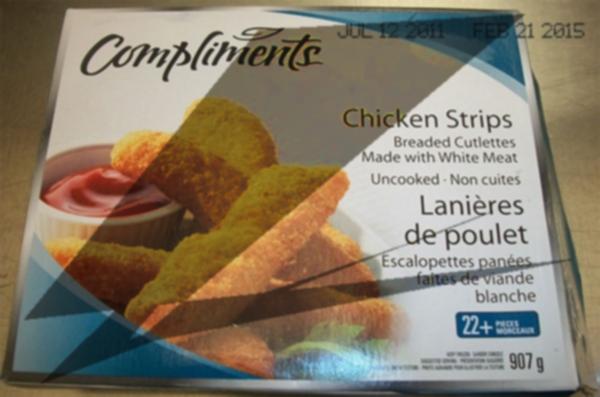 JUL 12 2011 FEB 21 2015
Compliments
Chicken Strips
Breaded Cutlettes
Made with White Meat
Uncooked · Non cuites
Lanières
de poulet
Escalopettes panées
faites de viande
blanche
22+ PIECES
MORCEAUX
907 g